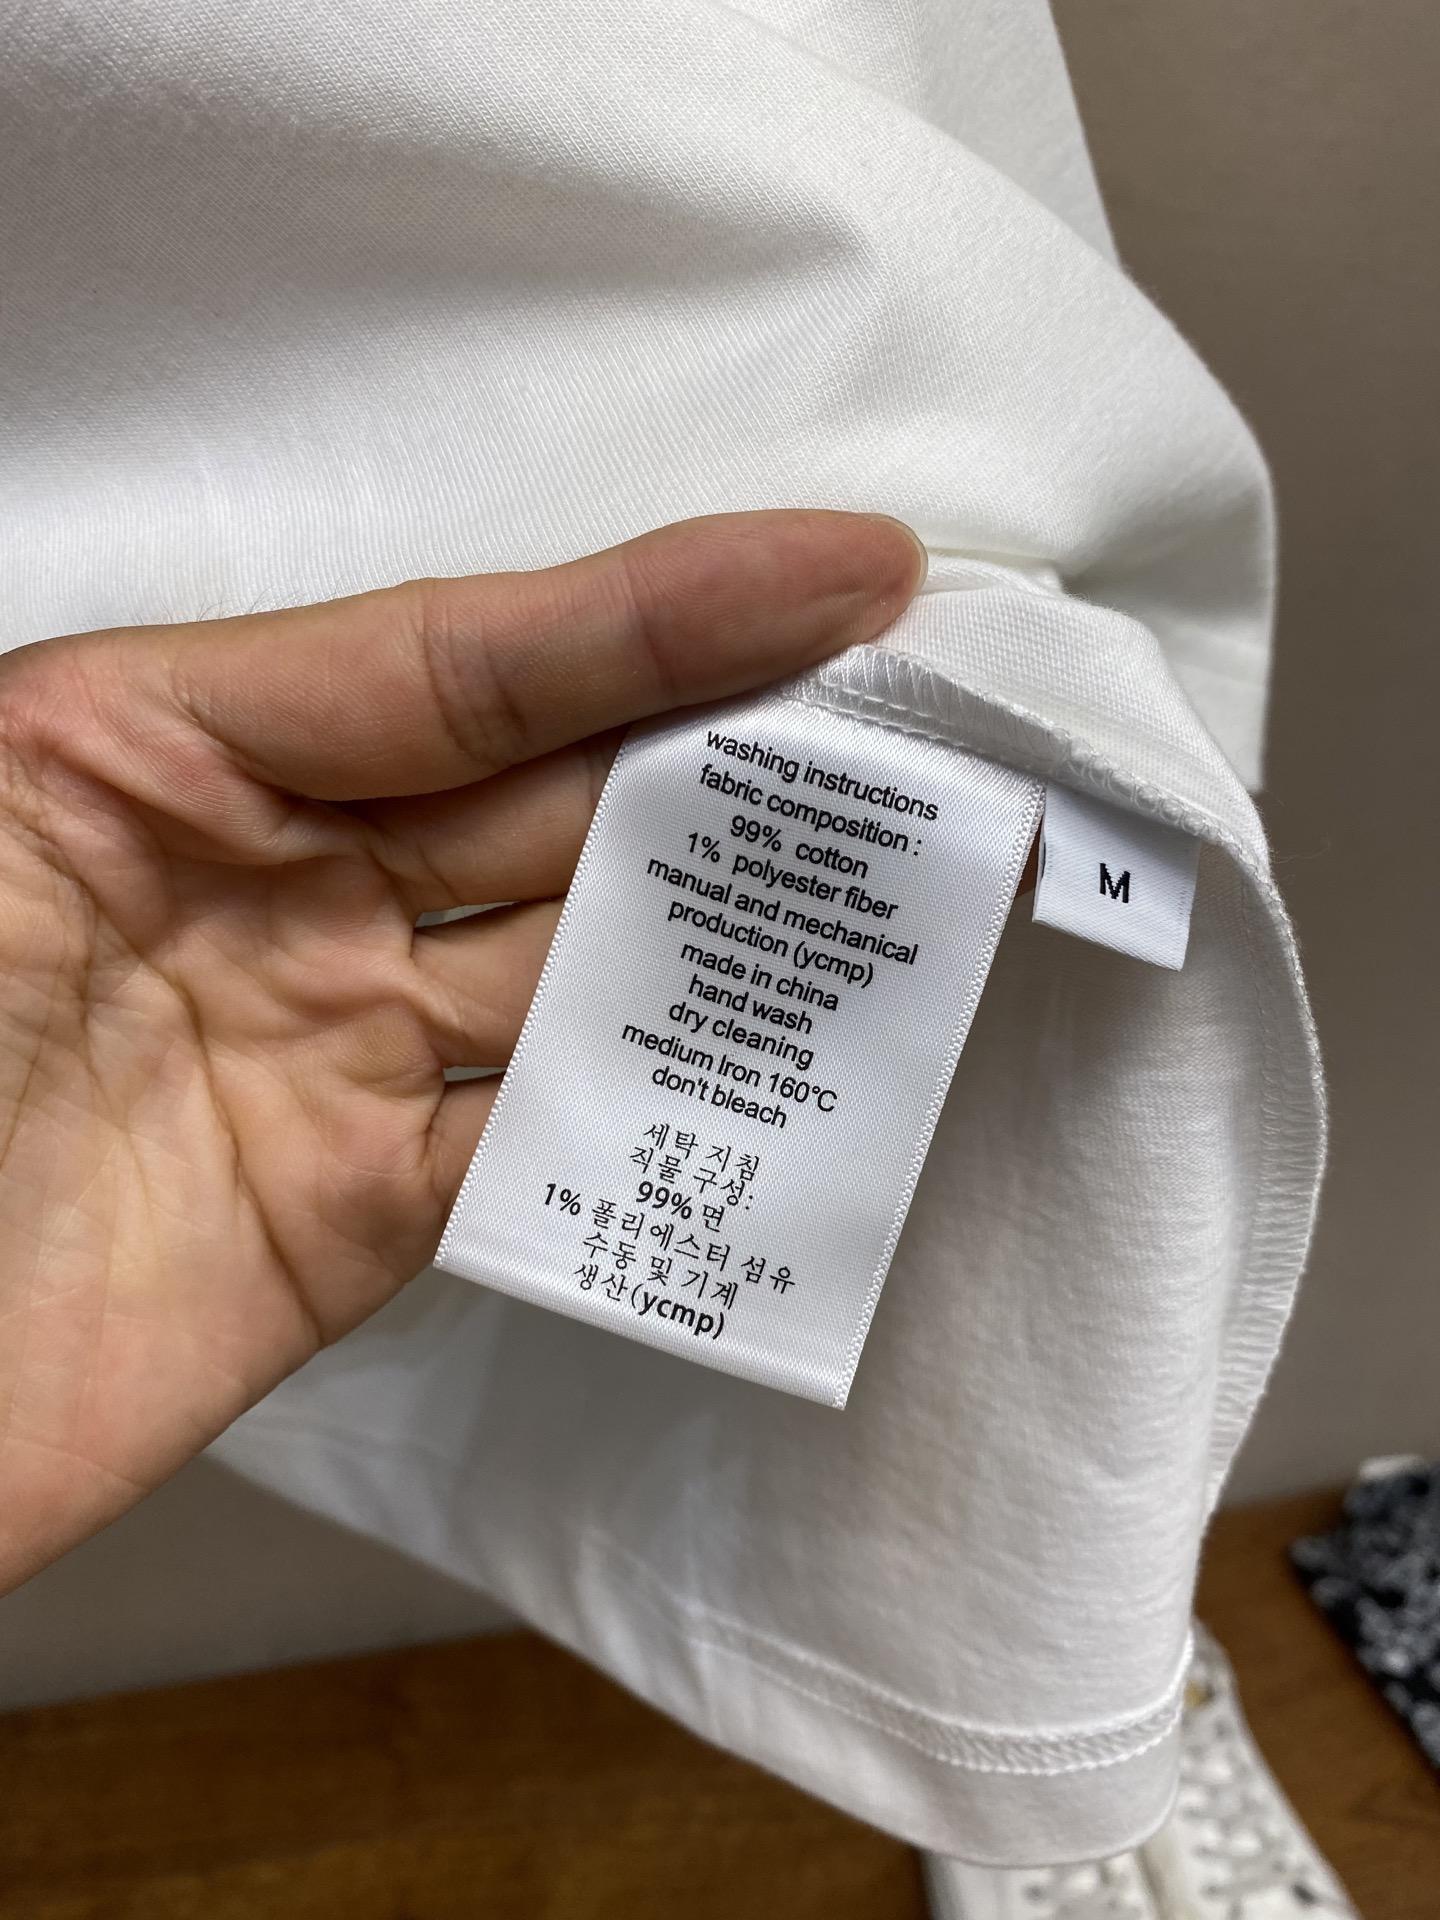 washing instructions
fabric composition :
99% cotton
1% polyester fiber
manual and mechanical
production (ycmp)
made in china
hand wash
dry cleaning
medium Iron 160°C
don't bleach
세탁 지침
직물 구성:
99% 면
1% 폴리에스터 섬유
수동 및 기계
생산(ycmp)
M